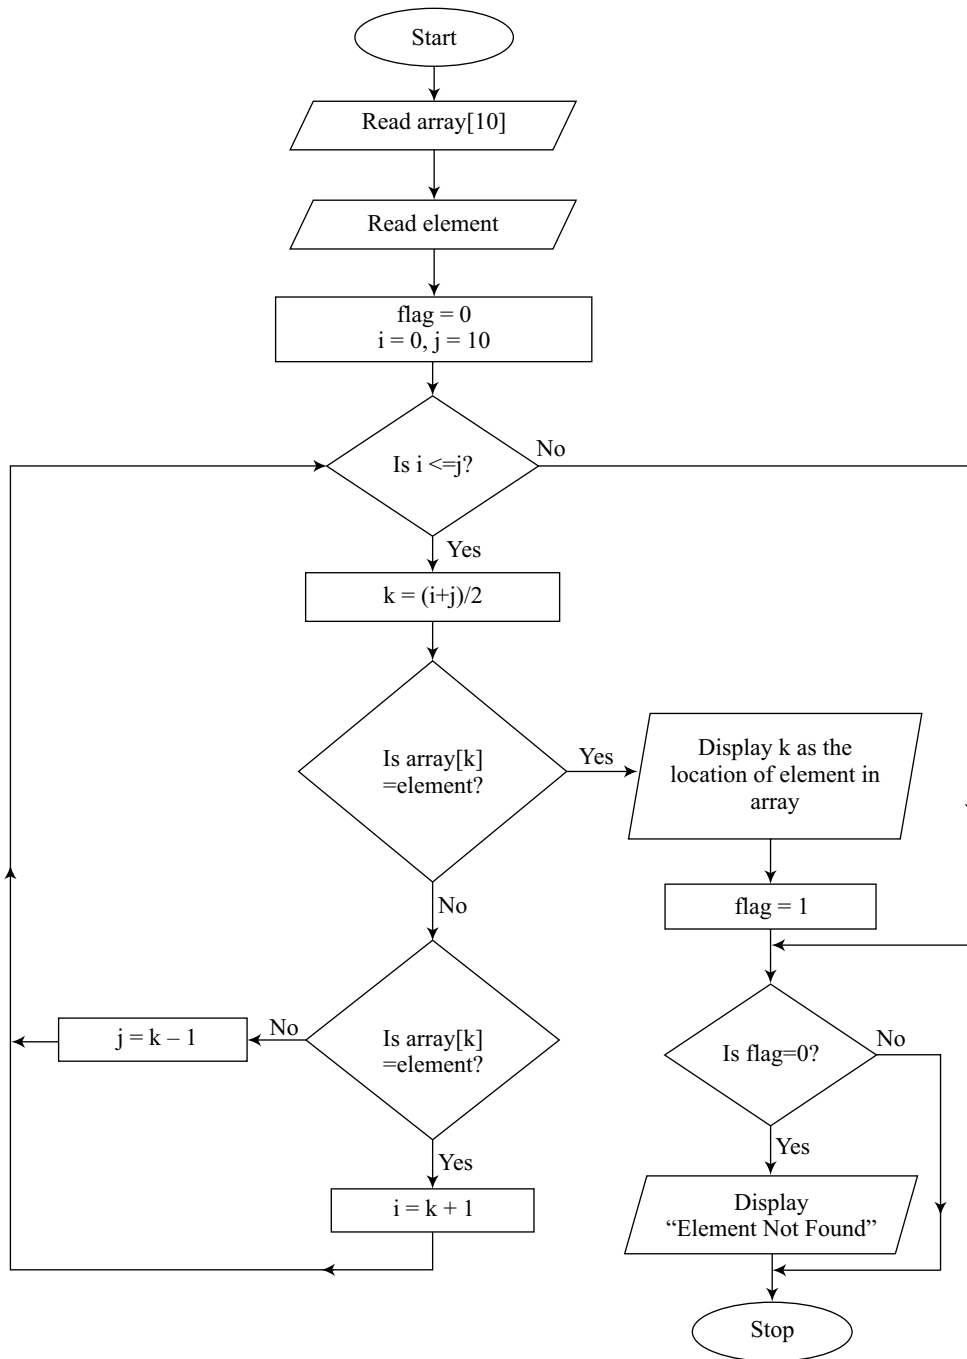 Start
Read array[10]
Read element
flag = 0
i = 0, j = 10
Is i <=j?
No
Yes
k = (i+j)/2
Is array[k]
=element?
Yes
Display k as the
location of element in
array
No
flag = 1
Is array[k]
=element?
No
j = k – 1
Yes
i = k + 1
Is flag=0?
No
Yes
Display
“Element Not Found”
Stop